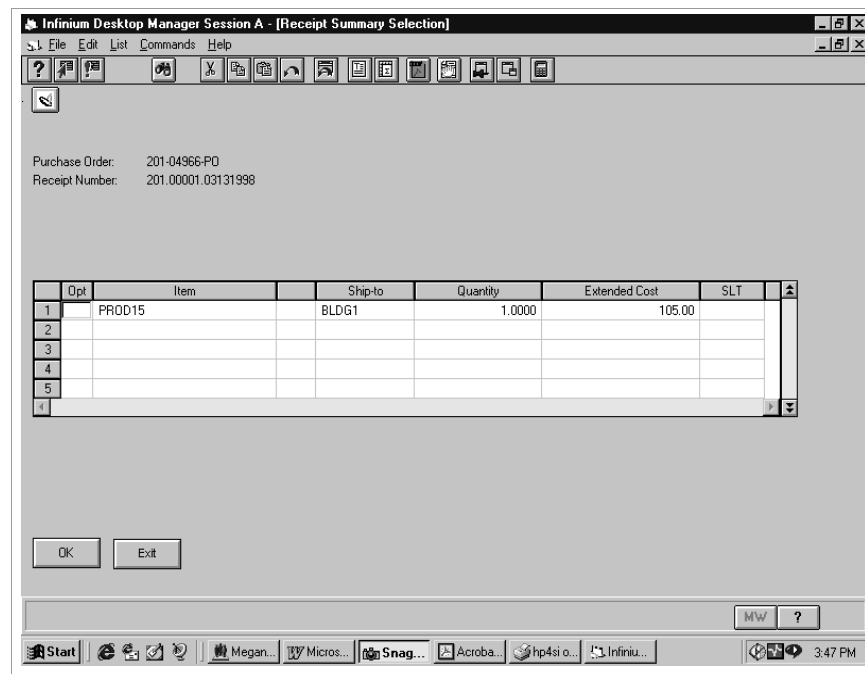 Infinium Desktop Manager Session A - [Receipt Summary Selection]
File Edit List Commands Help
Purchase Order: 201-04966-PO
Receipt Number: 201.00001.03131998
Opt Item Ship-to Quantity Extended Cost SLT
1 PROD15 BLDG1 1.0000 105.00
2
3
4
5
OK Exit
MW ?
Start Megan... Micros... Snag... Acroba... hp4si o... Infiniu... 3:47 PM